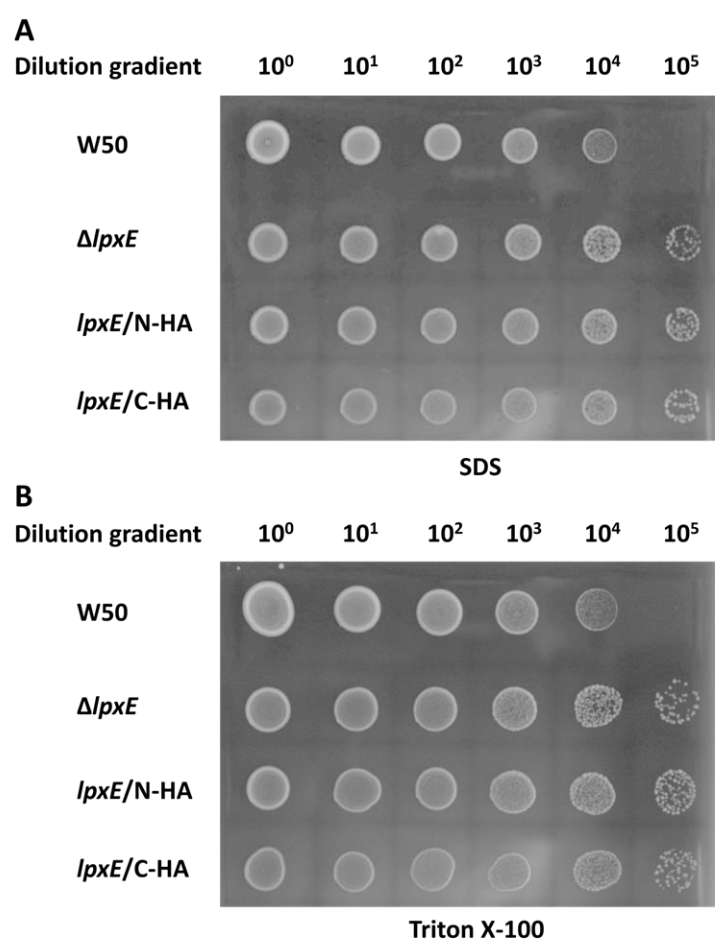 A
Dilution gradient 10⁰ 10¹ 10² 10³ 10⁴ 10⁵
W50
ΔlpxE
lpxE/N-HA
lpxE/C-HA
SDS
B
Dilution gradient 10⁰ 10¹ 10² 10³ 10⁴ 10⁵
W50
ΔlpxE
lpxE/N-HA
lpxE/C-HA
Triton X-100